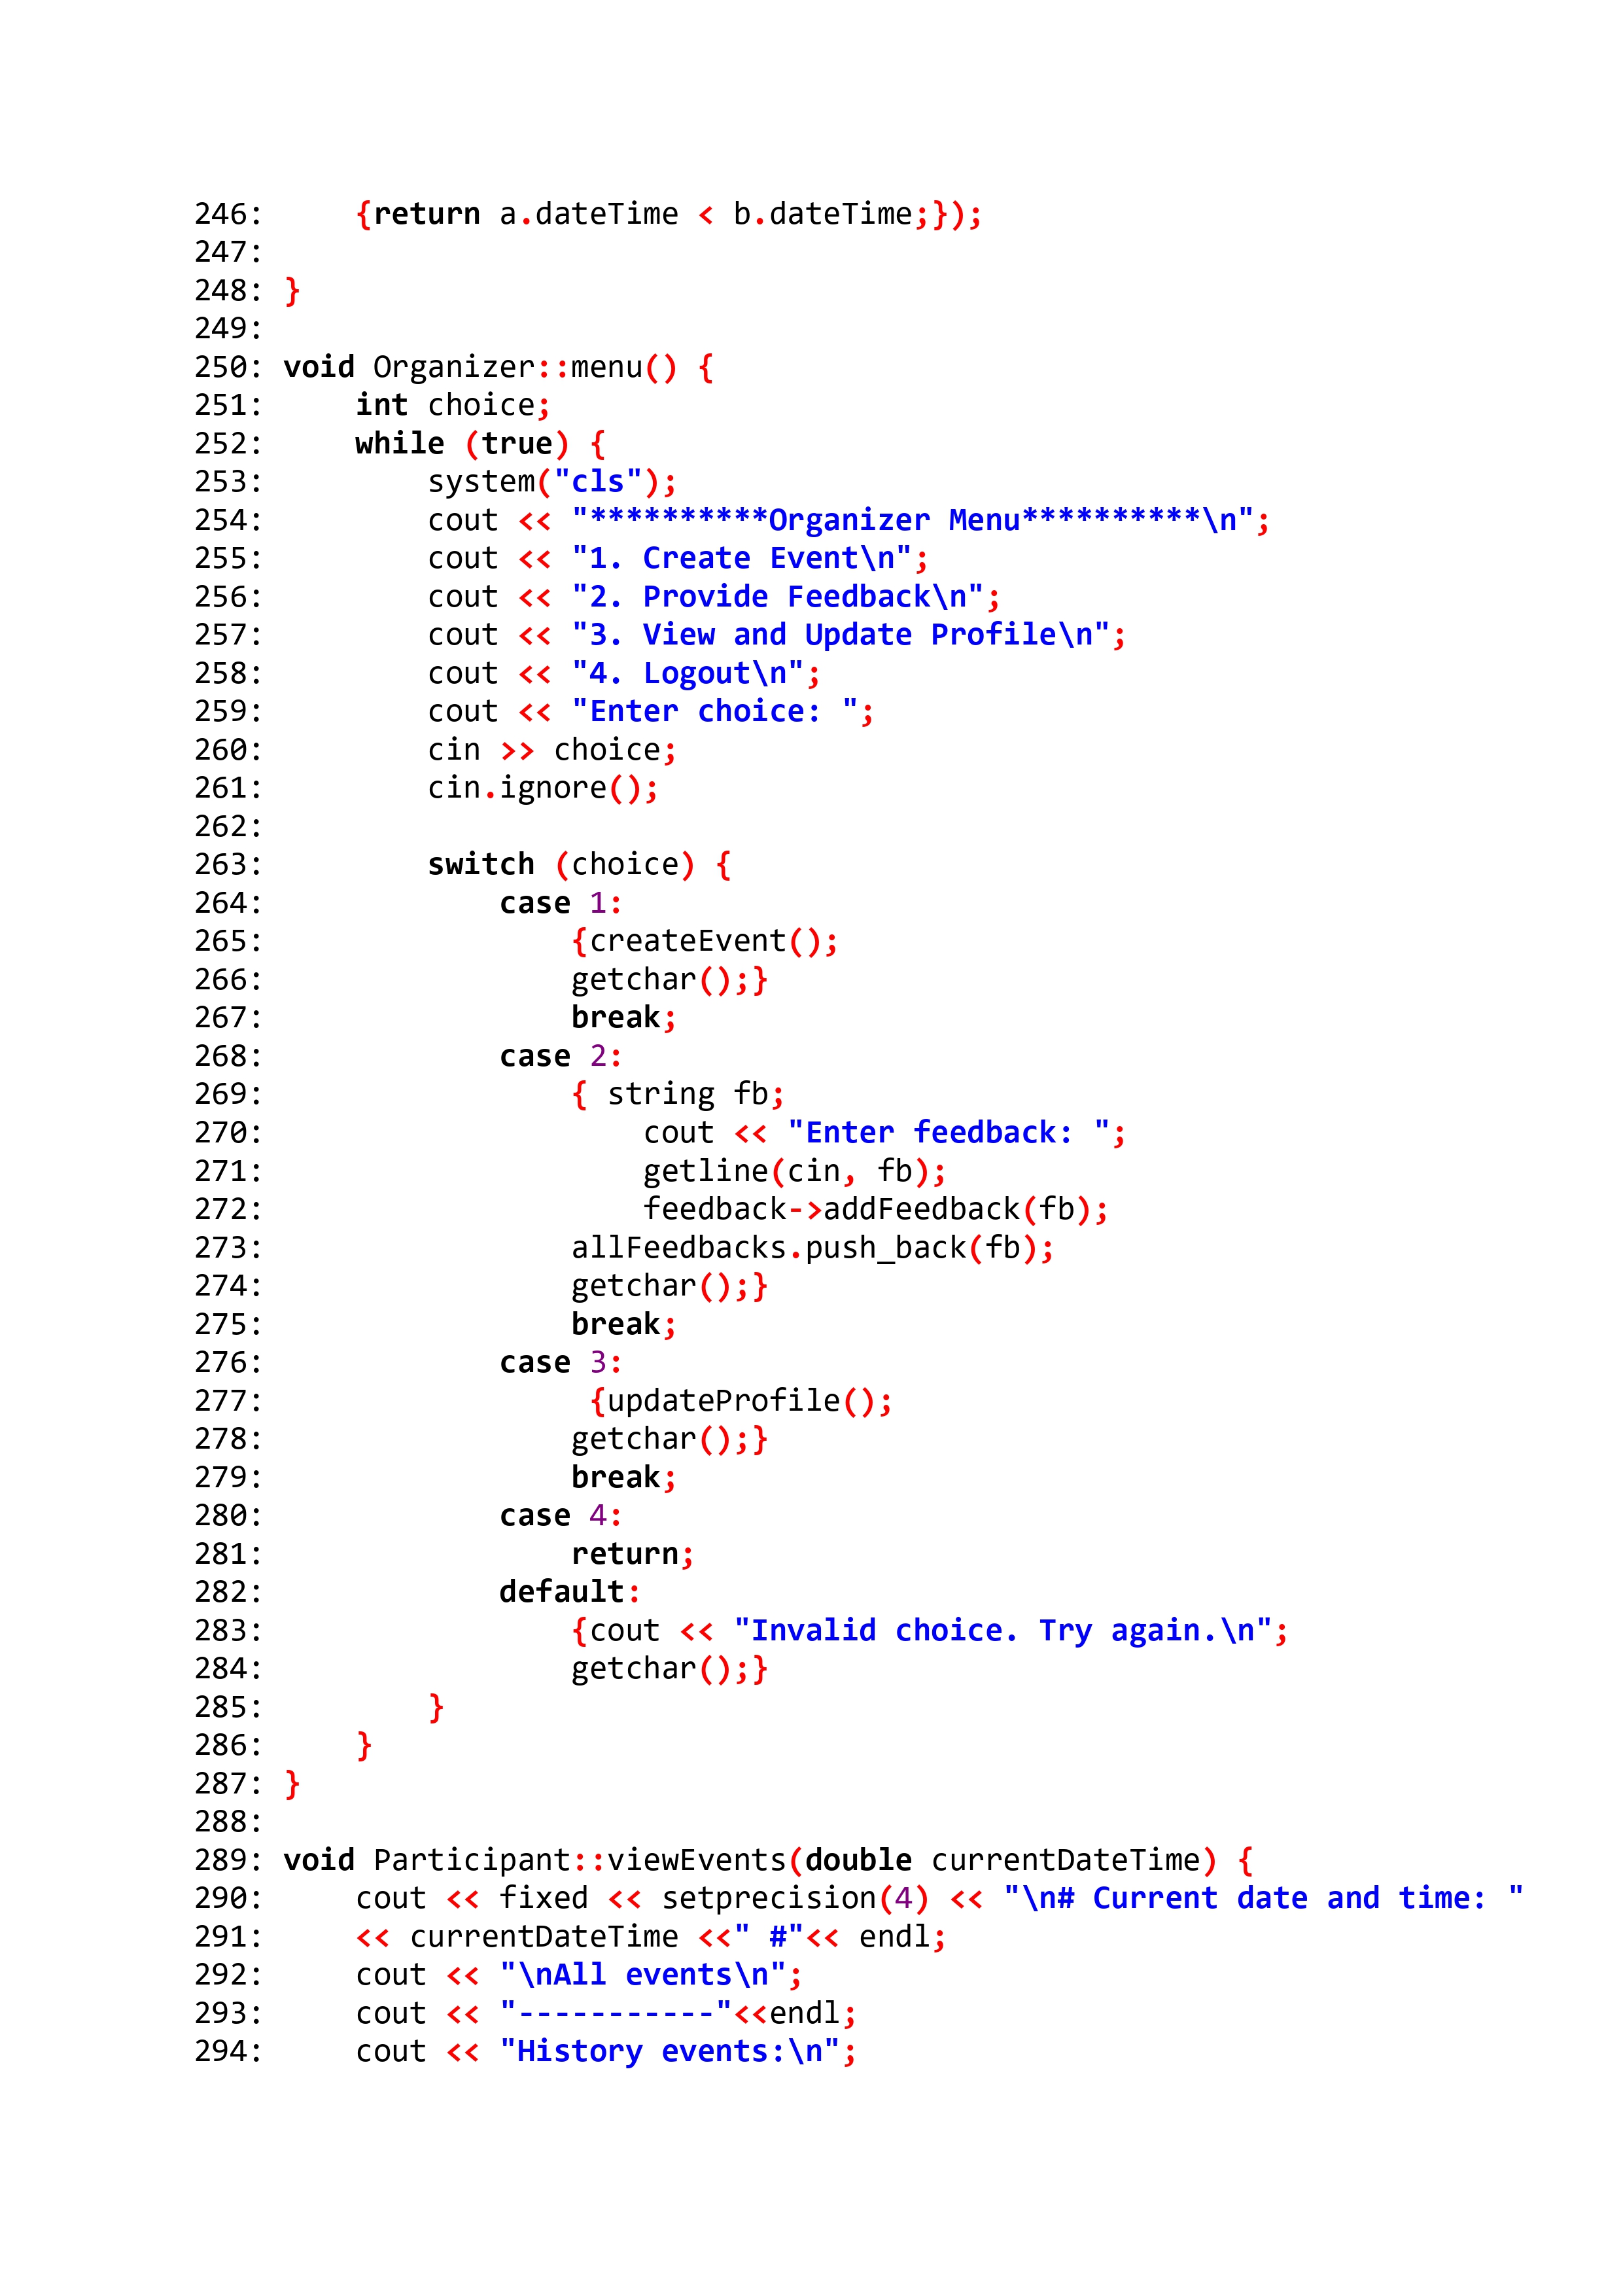 246:     {return a.dateTime < b.dateTime;});
247:
248: }
249:
250: void Organizer::menu() {
251:     int choice;
252:     while (true) {
253:         system("cls");
254:         cout << "**********Organizer Menu**********\n";
255:         cout << "1. Create Event\n";
256:         cout << "2. Provide Feedback\n";
257:         cout << "3. View and Update Profile\n";
258:         cout << "4. Logout\n";
259:         cout << "Enter choice: ";
260:         cin >> choice;
261:         cin.ignore();
262:
263:         switch (choice) {
264:             case 1:
265:                 {createEvent();
266:                 getchar();}
267:                 break;
268:             case 2:
269:                 { string fb;
270:                     cout << "Enter feedback: ";
271:                     getline(cin, fb);
272:                     feedback->addFeedback(fb);
273:                 allFeedbacks.push_back(fb);
274:                 getchar();}
275:                 break;
276:             case 3:
277:                  {updateProfile();
278:                 getchar();}
279:                 break;
280:             case 4:
281:                 return;
282:             default:
283:                 {cout << "Invalid choice. Try again.\n";
284:                 getchar();}
285:         }
286:     }
287: }
288:
289: void Participant::viewEvents(double currentDateTime) {
290:     cout << fixed << setprecision(4) << "\n# Current date and time: "
291:     << currentDateTime <<" #"<< endl;
292:     cout << "\nAll events\n";
293:     cout << "-----------"<<endl;
294:     cout << "History events:\n";